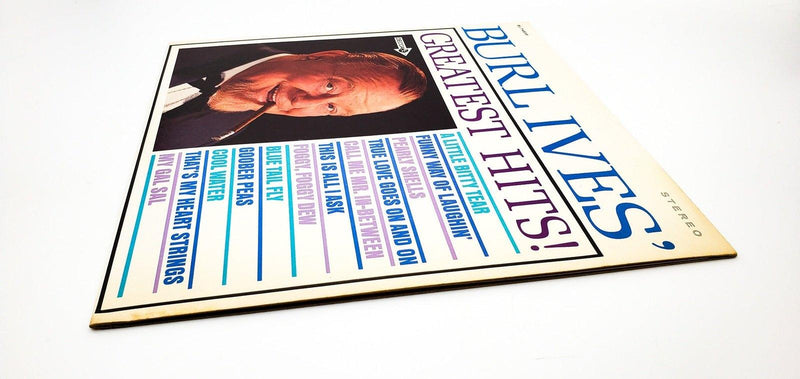 BURL IVES'
GREATEST HITS!
STEREO
A LITTLE BITTY TEAR
FUNNY WAY OF LAUGHIN'
PEARLY SHELLS
TRUE LOVE GOES ON AND ON
CALL ME MR. IN-BETWEEN
THIS IS ALL I ASK
FOGGY, FOGGY DEW
BLUE TAIL FLY
GOOBER PEAS
COOL WATER
THAT'S MY HEART STRINGS
MY GAL SAL